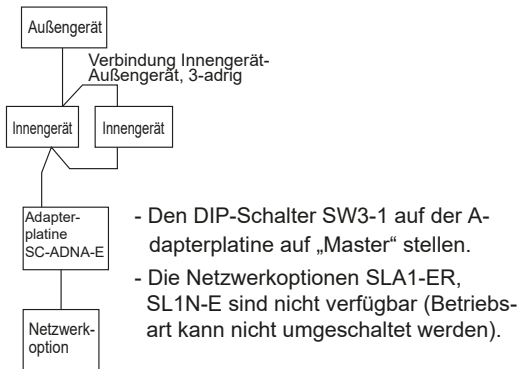 Außengerät
Verbindung Innengerät-
Außengerät, 3-adrig
Innengerät
Innengerät
Adapter-
platine
SC-ADNA-E
- Den DIP-Schalter SW3-1 auf der A-
dapterplatine auf „Master“ stellen.
- Die Netzwerkoptionen SLA1-ER,
SL1N-E sind nicht verfügbar (Betriebs-
art kann nicht umgeschaltet werden).
Netzwerk-
option